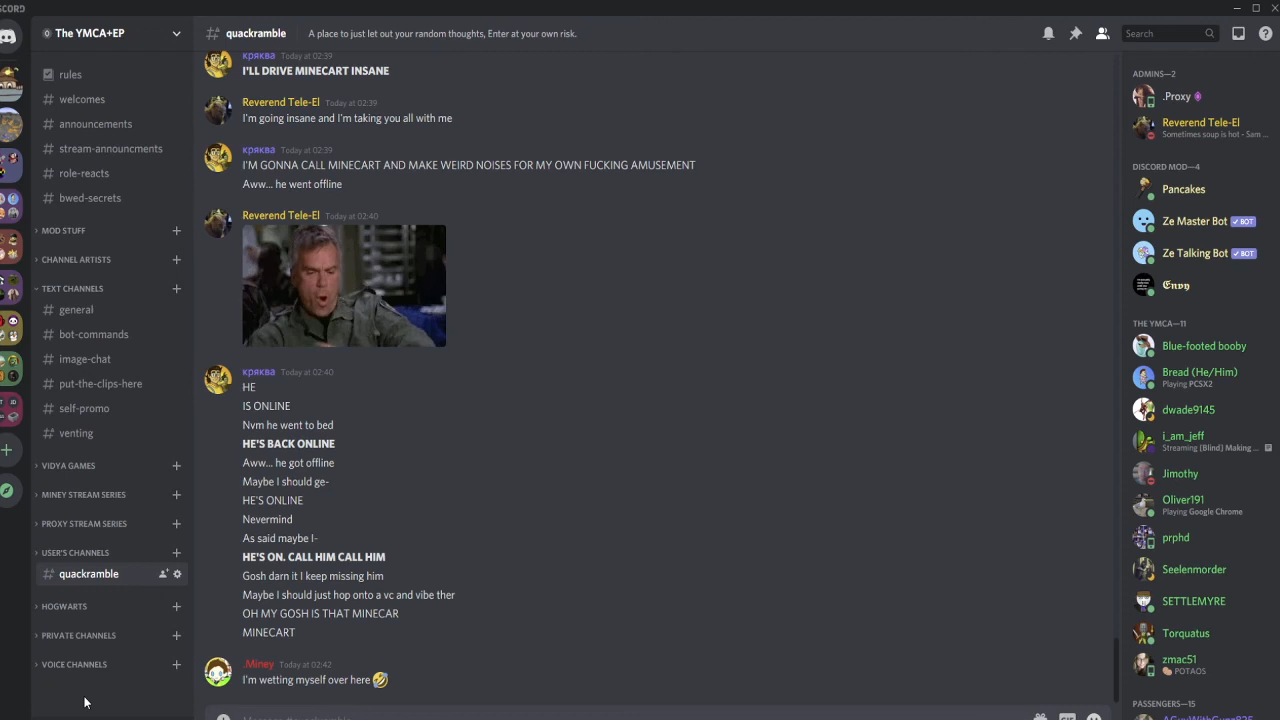 The YMCA+EP
rules
welcomes
announcements
stream-announcments
role-reacts
bwed-secrets
MOD STUFF
CHANNEL ARTISTS
TEXT CHANNELS
general
bot-commands
image-chat
put-the-clips-here
self-promo
venting
VIDYA GAMES
MINEY STREAM SERIES
PROXY STREAM SERIES
USER'S CHANNELS
quackramble
HOGWARTS
PRIVATE CHANNELS
VOICE CHANNELS
quackramble A place to just let out your random thoughts, Enter at your own risk.
Search
кряква Today at 02:39
I'LL DRIVE MINECART INSANE
Reverend Tele-El Today at 02:39
I'm going insane and I'm taking you all with me
кряква Today at 02:39
I'M GONNA CALL MINECART AND MAKE WEIRD NOISES FOR MY OWN FUCKING AMUSEMENT
Aww... he went offline
Reverend Tele-El Today at 02:40
кряква Today at 02:40
HE
IS ONLINE
Nvm he went to bed
HE'S BACK ONLINE
Aww... he got offline
Maybe I should ge-
HE'S ONLINE
Nevermind
As said maybe I-
HE'S ON. CALL HIM CALL HIM
Gosh darn it I keep missing him
Maybe I should just hop onto a vc and vibe ther
OH MY GOSH IS THAT MINECAR
MINECART
.Miney Today at 02:42
I'm wetting myself over here 🤣
ADMINS—2
.Proxy
Reverend Tele-El
Sometimes soup is hot - Sam ...
DISCORD MOD—4
Pancakes
Ze Master Bot ✓ BOT
Ze Talking Bot ✓ BOT
𝕰𝖓𝖛𝖞
THE YMCA—11
Blue-footed booby
Bread (He/Him)
Playing PCSX2
dwade9145
i_am_jeff
Streaming [Blind] Making ...
Jimothy
Oliver191
Playing Google Chrome
prphd
Seelenmorder
SETTLEMYRE
Torquatus
zmac51
🥔 POTAOS
PASSENGERS—15